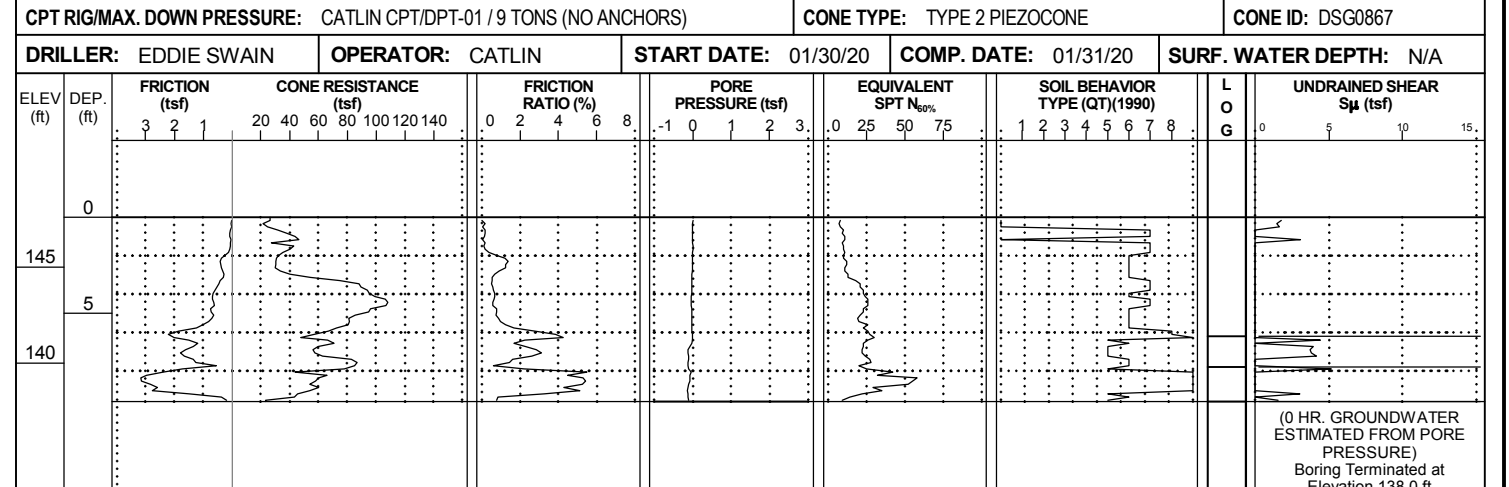 CPT RIG/MAX. DOWN PRESSURE: CATLIN CPT/DPT-01 / 9 TONS (NO ANCHORS) CONE TYPE: TYPE 2 PIEZOCONE CONE ID: DSG0867
DRILLER: EDDIE SWAIN OPERATOR: CATLIN START DATE: 01/30/20 COMP. DATE: 01/31/20 SURF. WATER DEPTH: N/A
ELEV (ft)
DEP. (ft)
FRICTION
(tsf)
3 2 1
CONE RESISTANCE
(tsf)
20 40 60 80 100 120 140
FRICTION
RATIO (%)
0 2 4 6 8
PORE
PRESSURE (tsf)
-1 0 1 2 3
EQUIVALENT
SPT N60%
0 25 50 75
SOIL BEHAVIOR
TYPE (QT)(1990)
1 2 3 4 5 6 7 8
L
O
G
UNDRAINED SHEAR
Sμ (tsf)
0 5 10 15
0
145
5
140
(0 HR. GROUNDWATER
ESTIMATED FROM PORE
PRESSURE)
Boring Terminated at
Elevation 138.0 ft